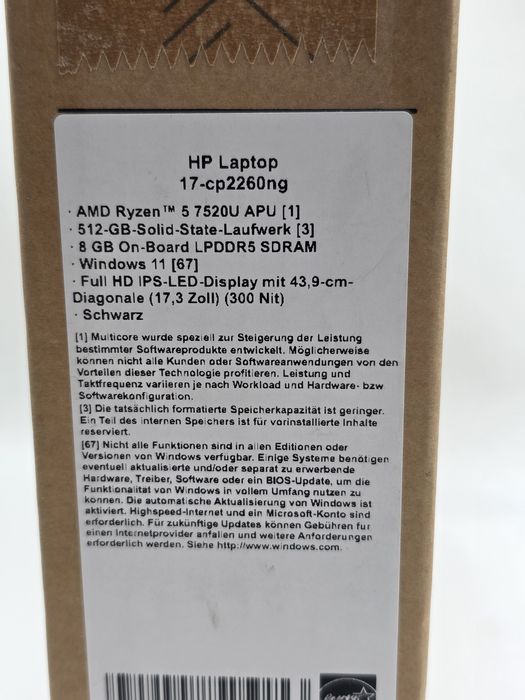 HP Laptop
17-cp2260ng
· AMD Ryzen™ 5 7520U APU [1]
· 512-GB-Solid-State-Laufwerk [3]
· 8 GB On-Board LPDDR5 SDRAM
· Windows 11 [67]
· Full HD IPS-LED-Display mit 43,9-cm-
Diagonale (17,3 Zoll) (300 Nit)
· Schwarz
[1] Multicore wurde speziell zur Steigerung der Leistung
bestimmter Softwareprodukte entwickelt. Möglicherweise
können nicht alle Kunden oder Softwareanwendungen von den
Vorteilen dieser Technologie profitieren. Leistung und
Taktfrequenz variieren je nach Workload und Hardware- bzw
Softwarekonfiguration.
[3] Die tatsächlich formatierte Speicherkapazität ist geringer.
Ein Teil des internen Speichers ist für vorinstallierte Inhalte
reserviert.
[67] Nicht alle Funktionen sind in allen Editionen oder
Versionen von Windows verfügbar. Einige Systeme benötigen
eventuell aktualisierte und/oder separat zu erwerbende
Hardware, Treiber, Software oder ein BIOS-Update, um die
Funktionalität von Windows in vollem Umfang nutzen zu
können. Die automatische Aktualisierung von Windows ist
aktiviert. Highspeed-Internet und ein Microsoft-Konto sind
erforderlich. Für zukünftige Updates können Gebühren für
einen Internetprovider anfallen und weitere Anforderungen
erforderlich werden. Siehe http://www.windows.com.